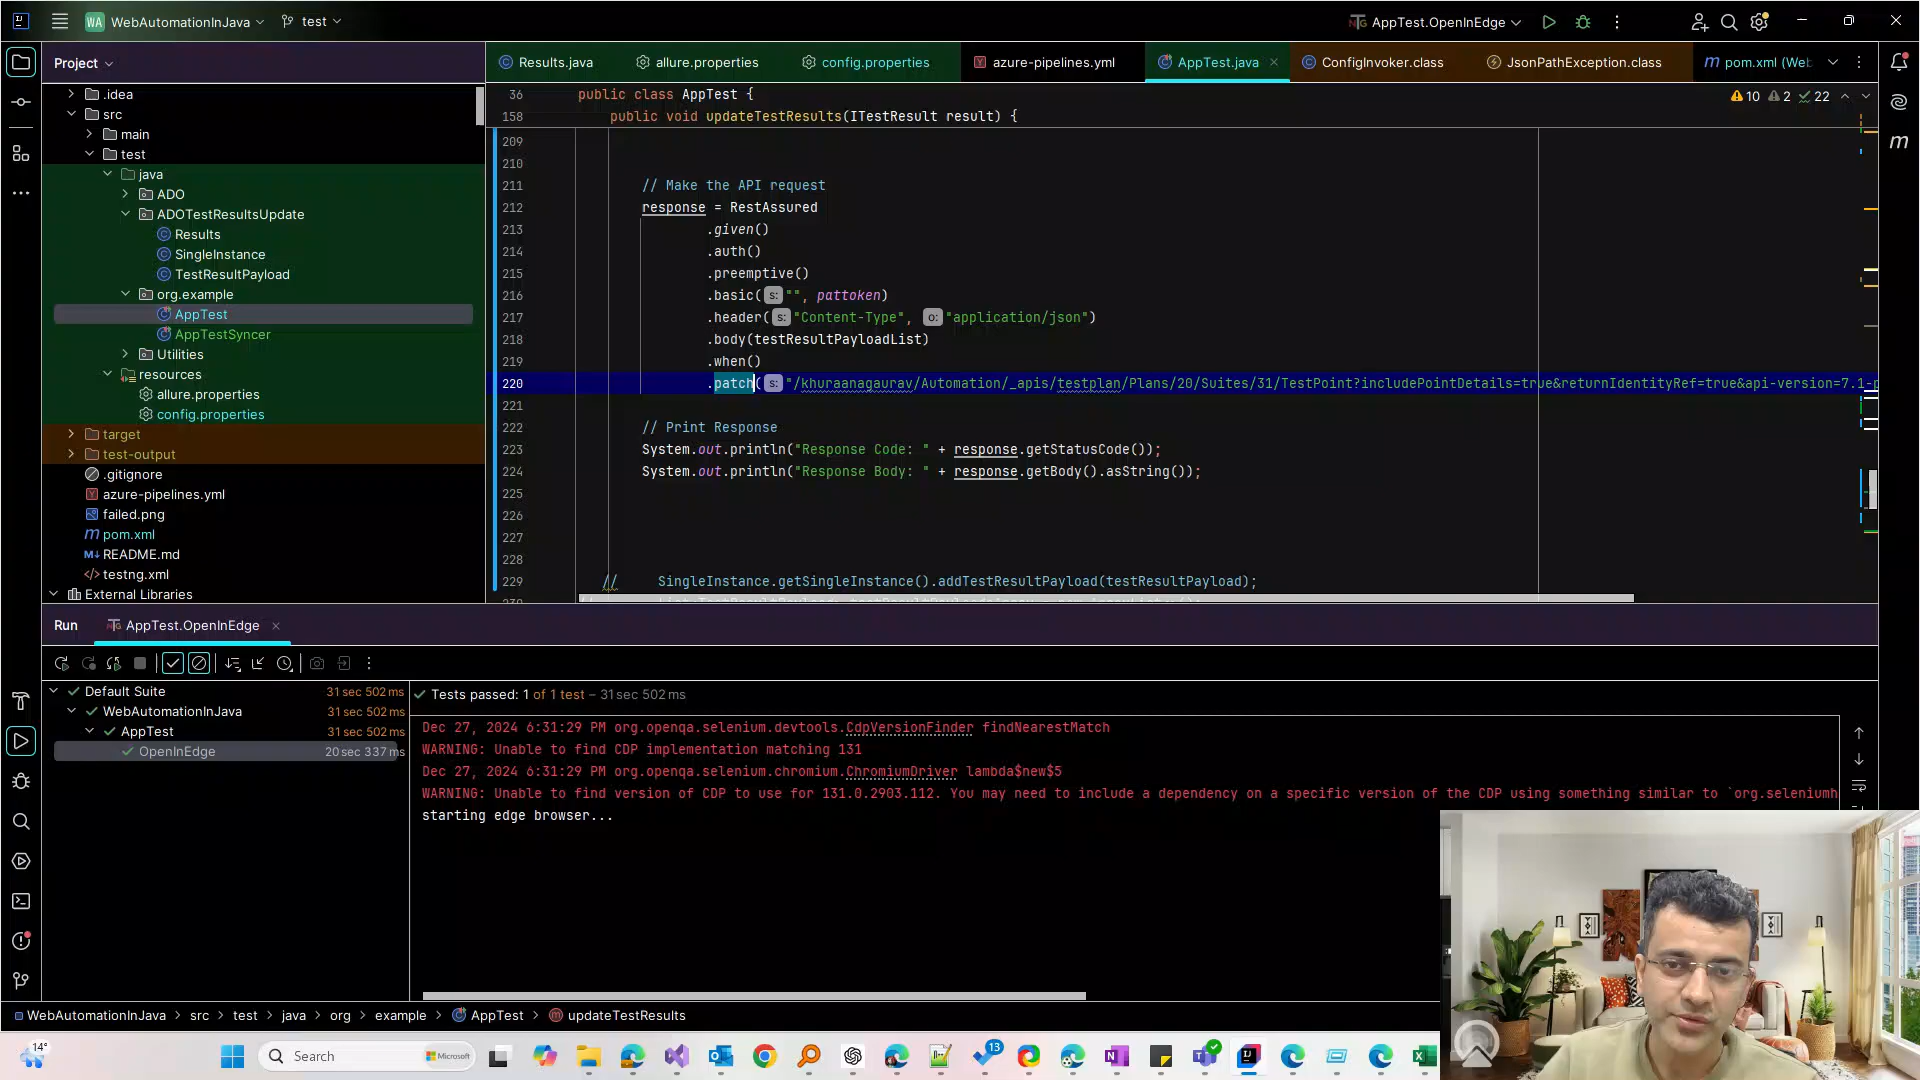 WA WebAutomationInJava test
AppTest.OpenInEdge
Project
Results.java allure.properties config.properties azure-pipelines.yml AppTest.java ConfigInvoker.class JsonPathException.class pom.xml (Wet
.idea
src
main
test
java
ADO
ADOTestResultsUpdate
Results
SingleInstance
TestResultPayload
org.example
AppTest
AppTestSyncer
Utilities
resources
allure.properties
config.properties
target
test-output
.gitignore
azure-pipelines.yml
failed.png
pom.xml
README.md
testng.xml
External Libraries
10 2 22
36 public class AppTest {
158 public void updateTestResults(ITestResult result) {
209
210
211 // Make the API request
212 response = RestAssured
213 .given()
214 .auth()
215 .preemptive()
216 .basic( s: "", pattoken)
217 .header( s: "Content-Type", o: "application/json")
218 .body(testResultPayloadList)
219 .when()
220 .patch( s: "/khuraanagaurav/Automation/_apis/testplan/Plans/20/Suites/31/TestPoint?includePointDetails=true&returnIdentityRef=true&api-version=7.1-p
221
222 // Print Response
223 System.out.println("Response Code: " + response.getStatusCode());
224 System.out.println("Response Body: " + response.getBody().asString());
225
226
227
228
229 // SingleInstance.getSingleInstance().addTestResultPayload(testResultPayload);
Run AppTest.OpenInEdge
Default Suite 31 sec 502 ms
WebAutomationInJava 31 sec 502 ms
AppTest 31 sec 502 ms
OpenInEdge 20 sec 337 ms
Tests passed: 1 of 1 test – 31 sec 502 ms
Dec 27, 2024 6:31:29 PM org.openqa.selenium.devtools.CdpVersionFinder findNearestMatch
WARNING: Unable to find CDP implementation matching 131
Dec 27, 2024 6:31:29 PM org.openqa.selenium.chromium.ChromiumDriver lambda$new$5
WARNING: Unable to find version of CDP to use for 131.0.2903.112. You may need to include a dependency on a specific version of the CDP using something similar to `org.seleniumh
starting edge browser...
WebAutomationInJava > src > test > java > org > example > AppTest > updateTestResults
14°
Search Microsoft
13